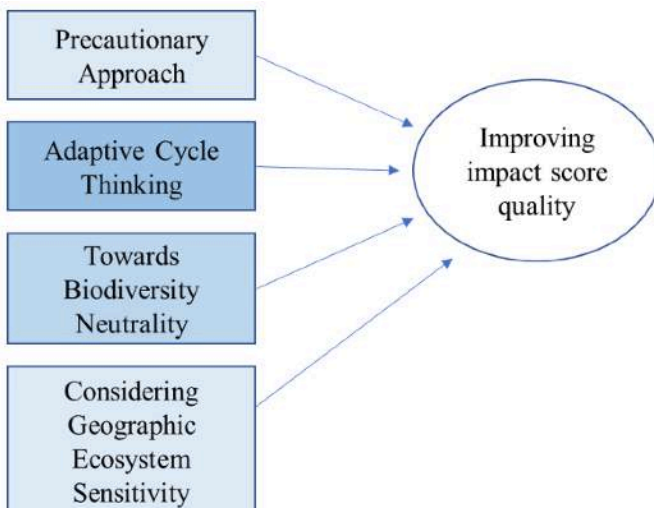 Precautionary
Approach
Adaptive Cycle
Thinking
Towards
Biodiversity
Neutrality
Considering
Geographic
Ecosystem
Sensitivity
Improving
impact score
quality